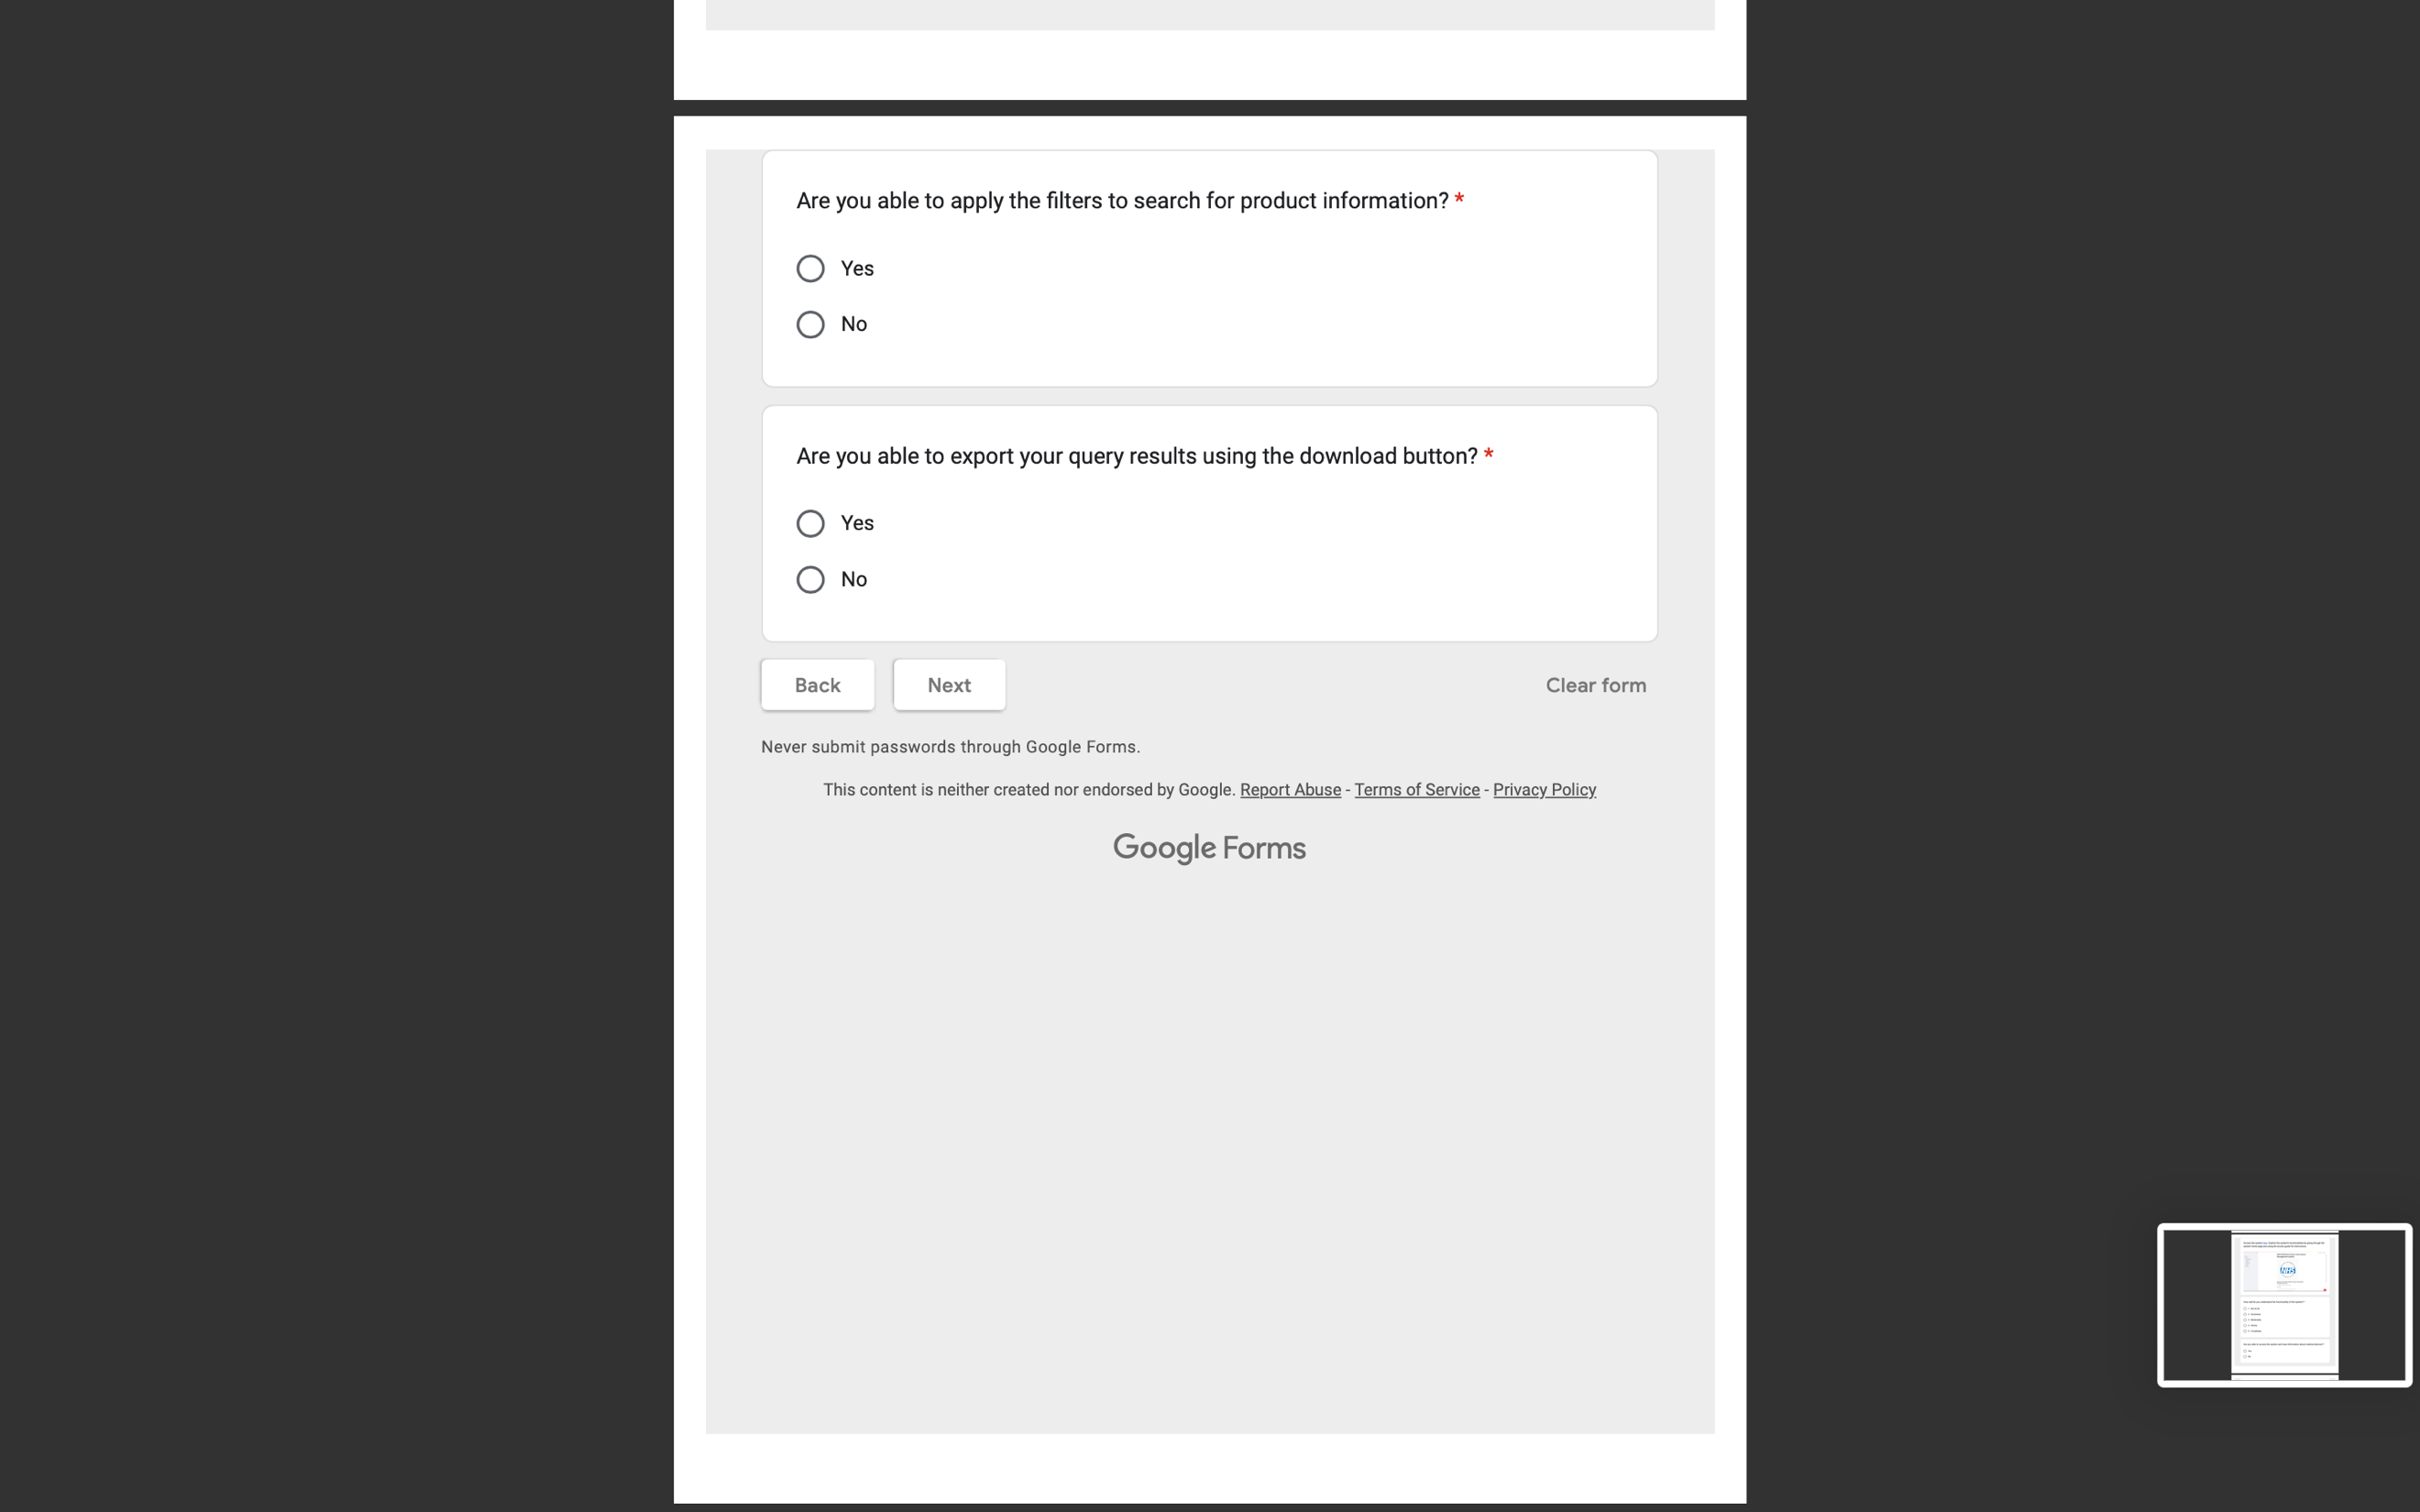 Are you able to apply the filters to search for product information? *
Yes
No
Are you able to export your query results using the download button? *
Yes
No
Back
Next
Clear form
Never submit passwords through Google Forms.
This content is neither created nor endorsed by Google. Report Abuse - Terms of Service - Privacy Policy
Google Forms
NHS